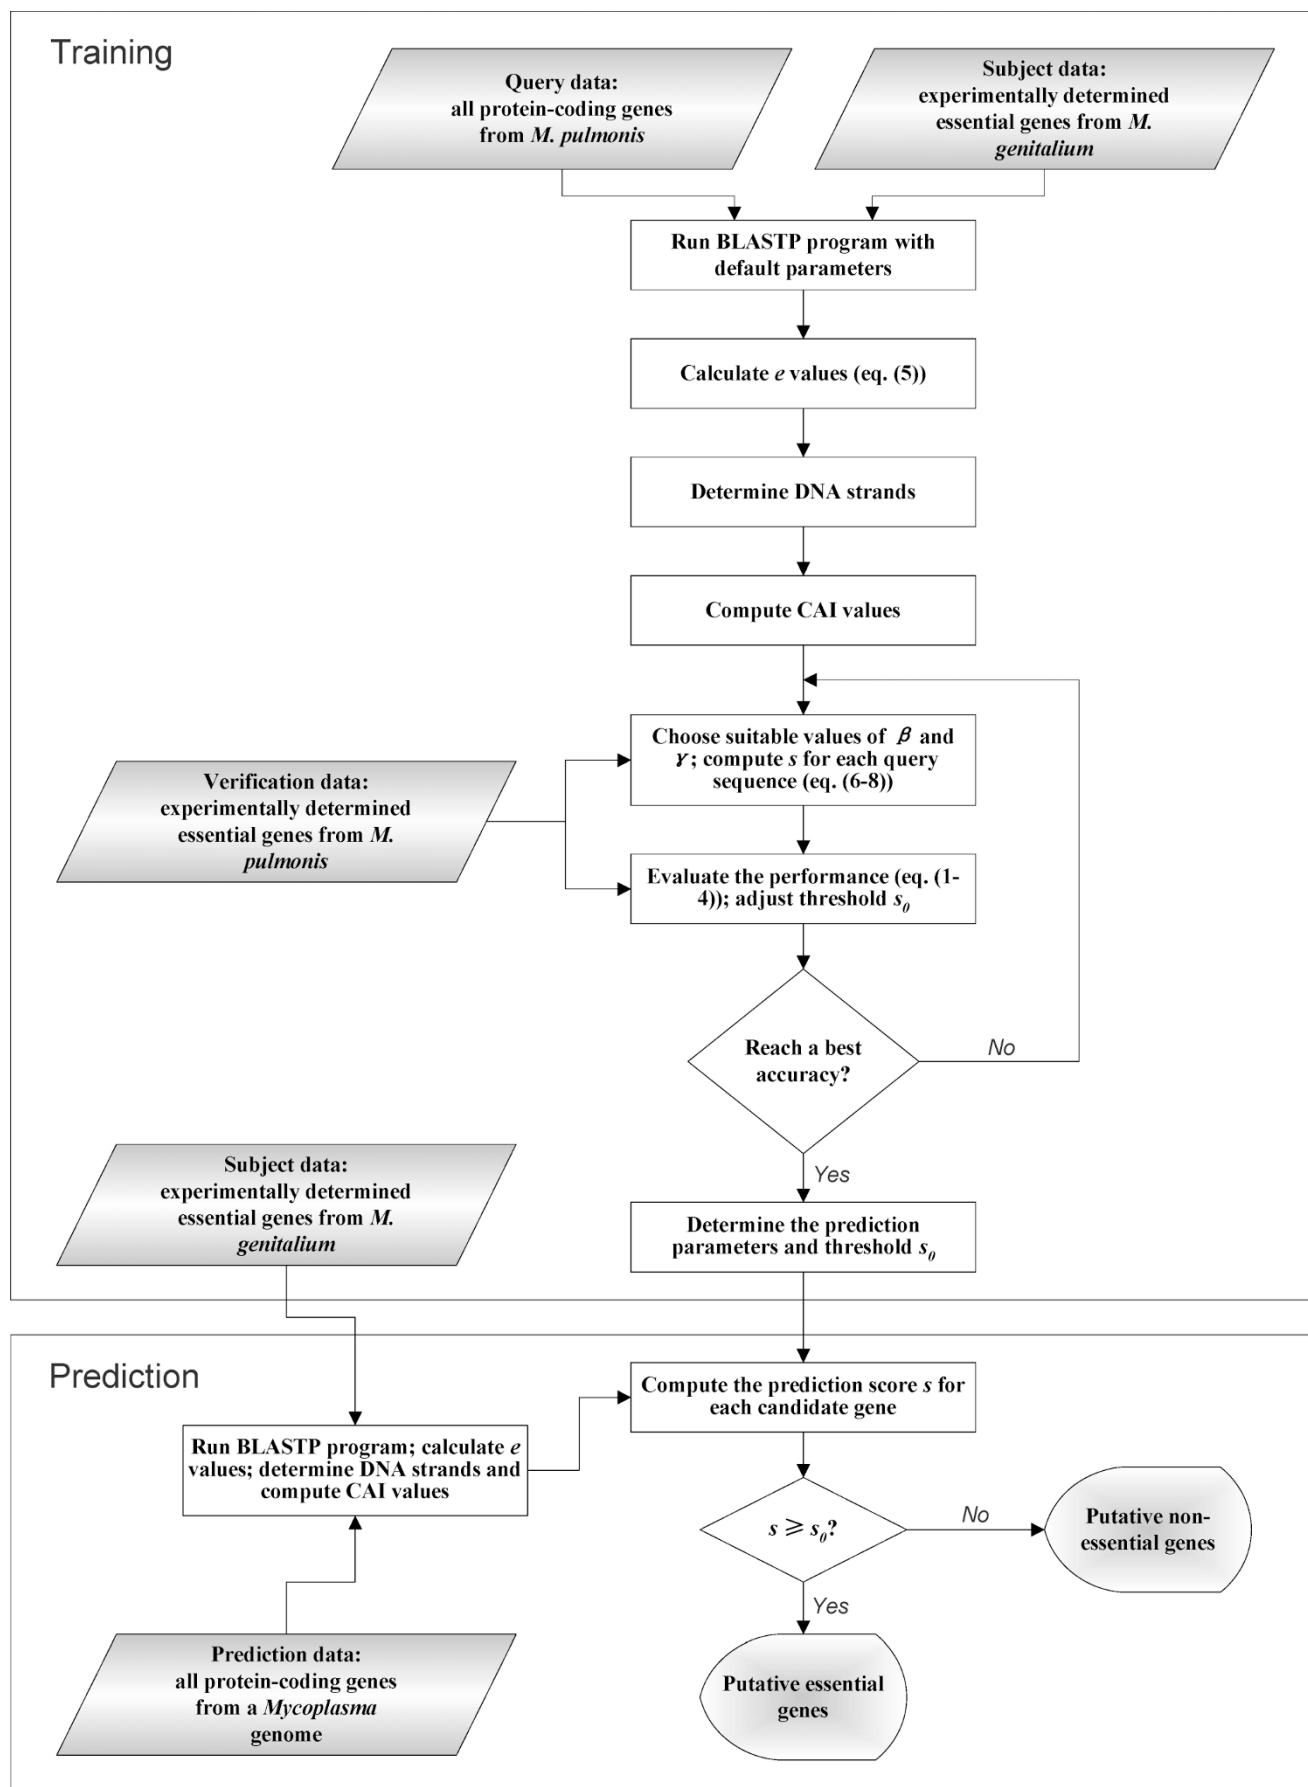 Training
Query data:
all protein-coding genes
from M. pulmonis
Subject data:
experimentally determined
essential genes from M.
genitalium
Run BLASTP program with
default parameters
Calculate e values (eq. (5))
Determine DNA strands
Compute CAI values
Choose suitable values of β and
γ; compute s for each query
sequence (eq. (6-8))
Verification data:
experimentally determined
essential genes from M.
pulmonis
Evaluate the performance (eq. (1-
4)); adjust threshold s₀
Reach a best
accuracy?
No
Yes
Subject data:
experimentally determined
essential genes from M.
genitalium
Determine the prediction
parameters and threshold s₀
Prediction
Compute the prediction score s for
each candidate gene
Run BLASTP program; calculate e
values; determine DNA strands and
compute CAI values
s ≥ s₀?
No
Putative non-
essential genes
Yes
Putative essential
genes
Prediction data:
all protein-coding genes
from a Mycoplasma
genome